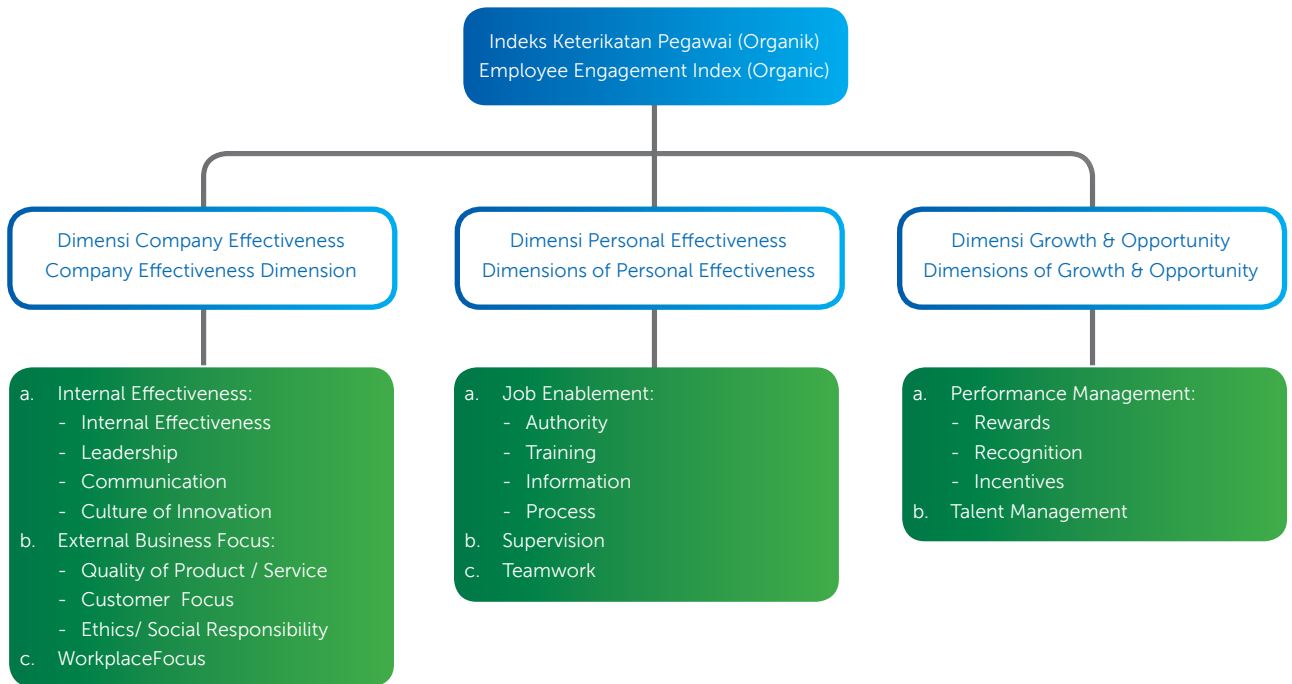 Indeks Keterikatan Pegawai (Organik)
Employee Engagement Index (Organic)
Dimensi Company Effectiveness
Company Effectiveness Dimension
Dimensi Personal Effectiveness
Dimensions of Personal Effectiveness
Dimensi Growth & Opportunity
Dimensions of Growth & Opportunity
a. Internal Effectiveness:
- Internal Effectiveness
- Leadership
- Communication
- Culture of Innovation
b. External Business Focus:
- Quality of Product / Service
- Customer Focus
- Ethics/ Social Responsibility
c. WorkplaceFocus
a. Job Enablement:
- Authority
- Training
- Information
- Process
b. Supervision
c. Teamwork
a. Performance Management:
- Rewards
- Recognition
- Incentives
b. Talent Management